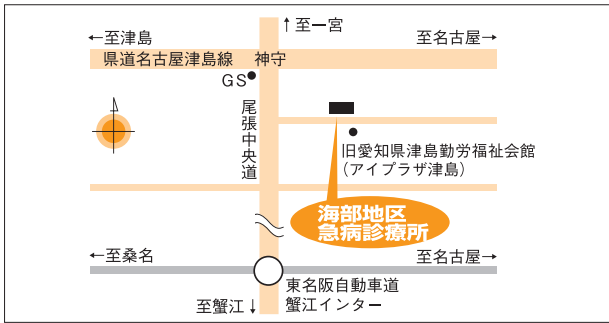 ↑至一宮
←至津島
至名古屋→
県道名古屋津島線 神守
GS
尾張中央道
旧愛知県津島勤労福祉会館
(アイプラザ津島)
海部地区
急病診療所
←至桑名
至名古屋→
東名阪自動車道
蟹江インター
至蟹江↓